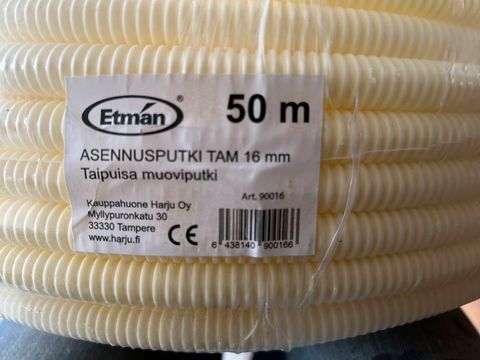 Etman ® 50 m
ASENNUSPUTKI TAM 16 mm
Taipuisa muoviputki
Art. 90016
Kauppahuone Harju Oy
Myllypuronkatu 30
33330 Tampere
www.harju.fi
CE
6 438140 900166